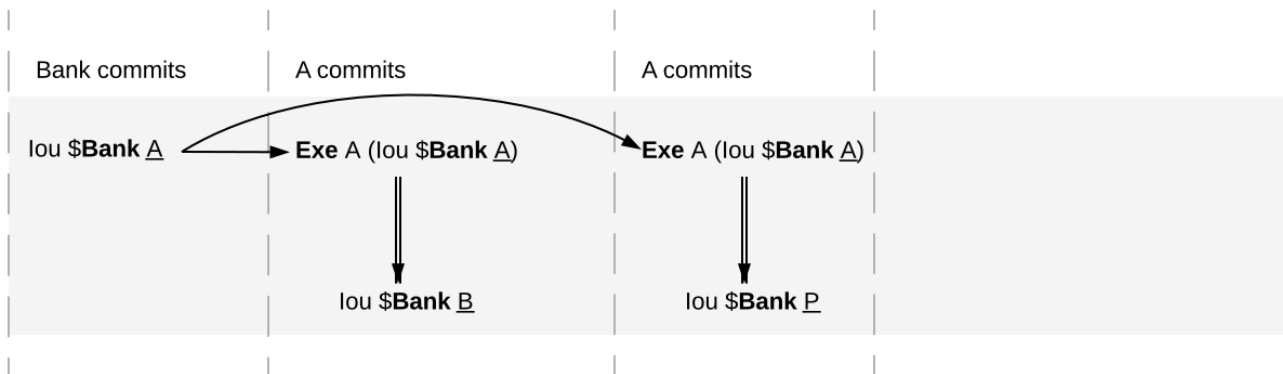 Bank commits
A commits
A commits
Iou $Bank A
Exe A (Iou $Bank A)
Exe A (Iou $Bank A)
Iou $Bank B
Iou $Bank P